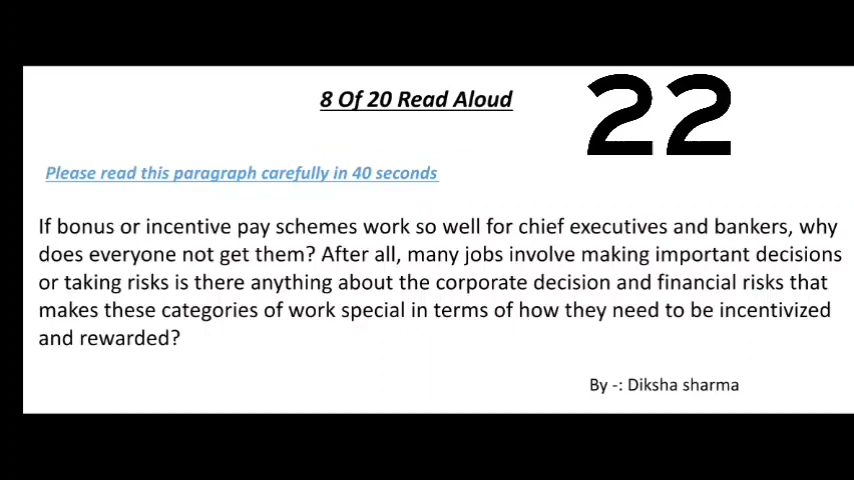 8 Of 20 Read Aloud
22
Please read this paragraph carefully in 40 seconds
If bonus or incentive pay schemes work so well for chief executives and bankers, why
does everyone not get them? After all, many jobs involve making important decisions
or taking risks is there anything about the corporate decision and financial risks that
makes these categories of work special in terms of how they need to be incentivized
and rewarded?
By -: Diksha sharma